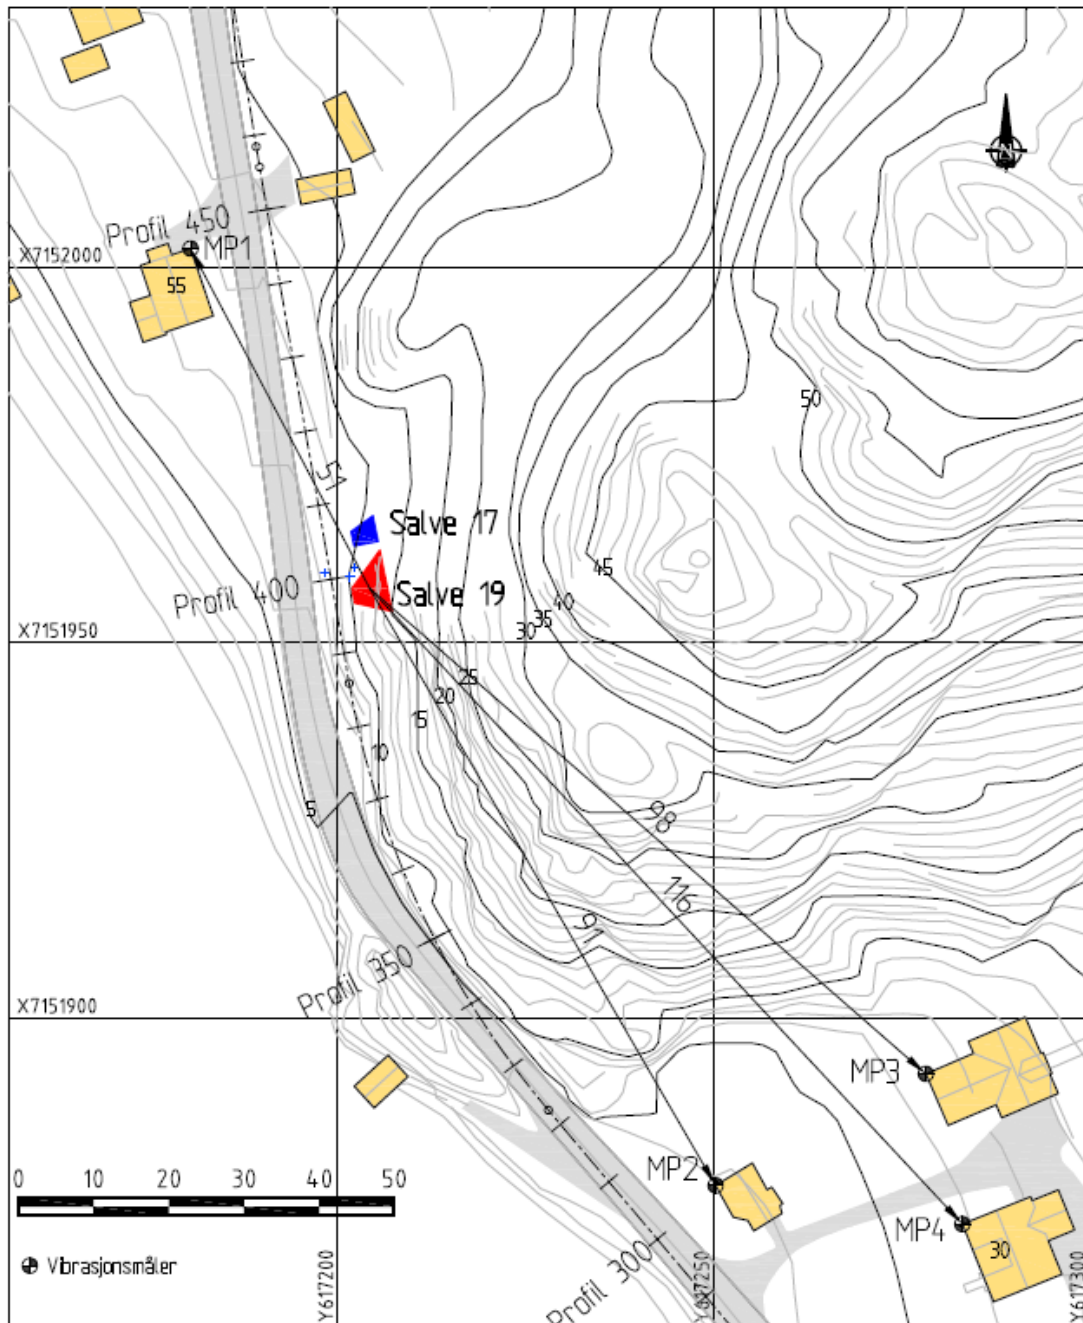 N
Profil 450
MP1
X7152000
55
50
51
Salve 17
45
Profil 400
Salve 19
40
35
30
X7151950
25
20
15
10
5
98
116
91
Profil 350
X7151900
MP3
MP2
0 10 20 30 40 50
MP4
30
Vibrasjonsmåler
Profil 300
Y617200
Y617250
Y617300